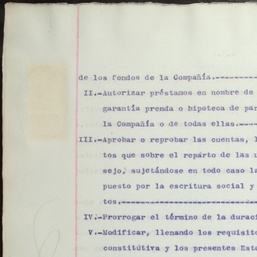 de los fondos de la Compañía.--------
II.-Autorizar préstamos en nombre de
garantía prenda o hipoteca de par
la Compañía o de todas ellas.-----
III.-Aprobar o reprobar las cuentas, l
tos que sobre el reparto de las u
sejo, sujetándose en todo caso la
puesto por la escritura social y
tos.-----------------------------
IV.-Prorrogar el término de la duraci
V.-Modificar, llenando los requisito
constitútiva y los presentes Esta